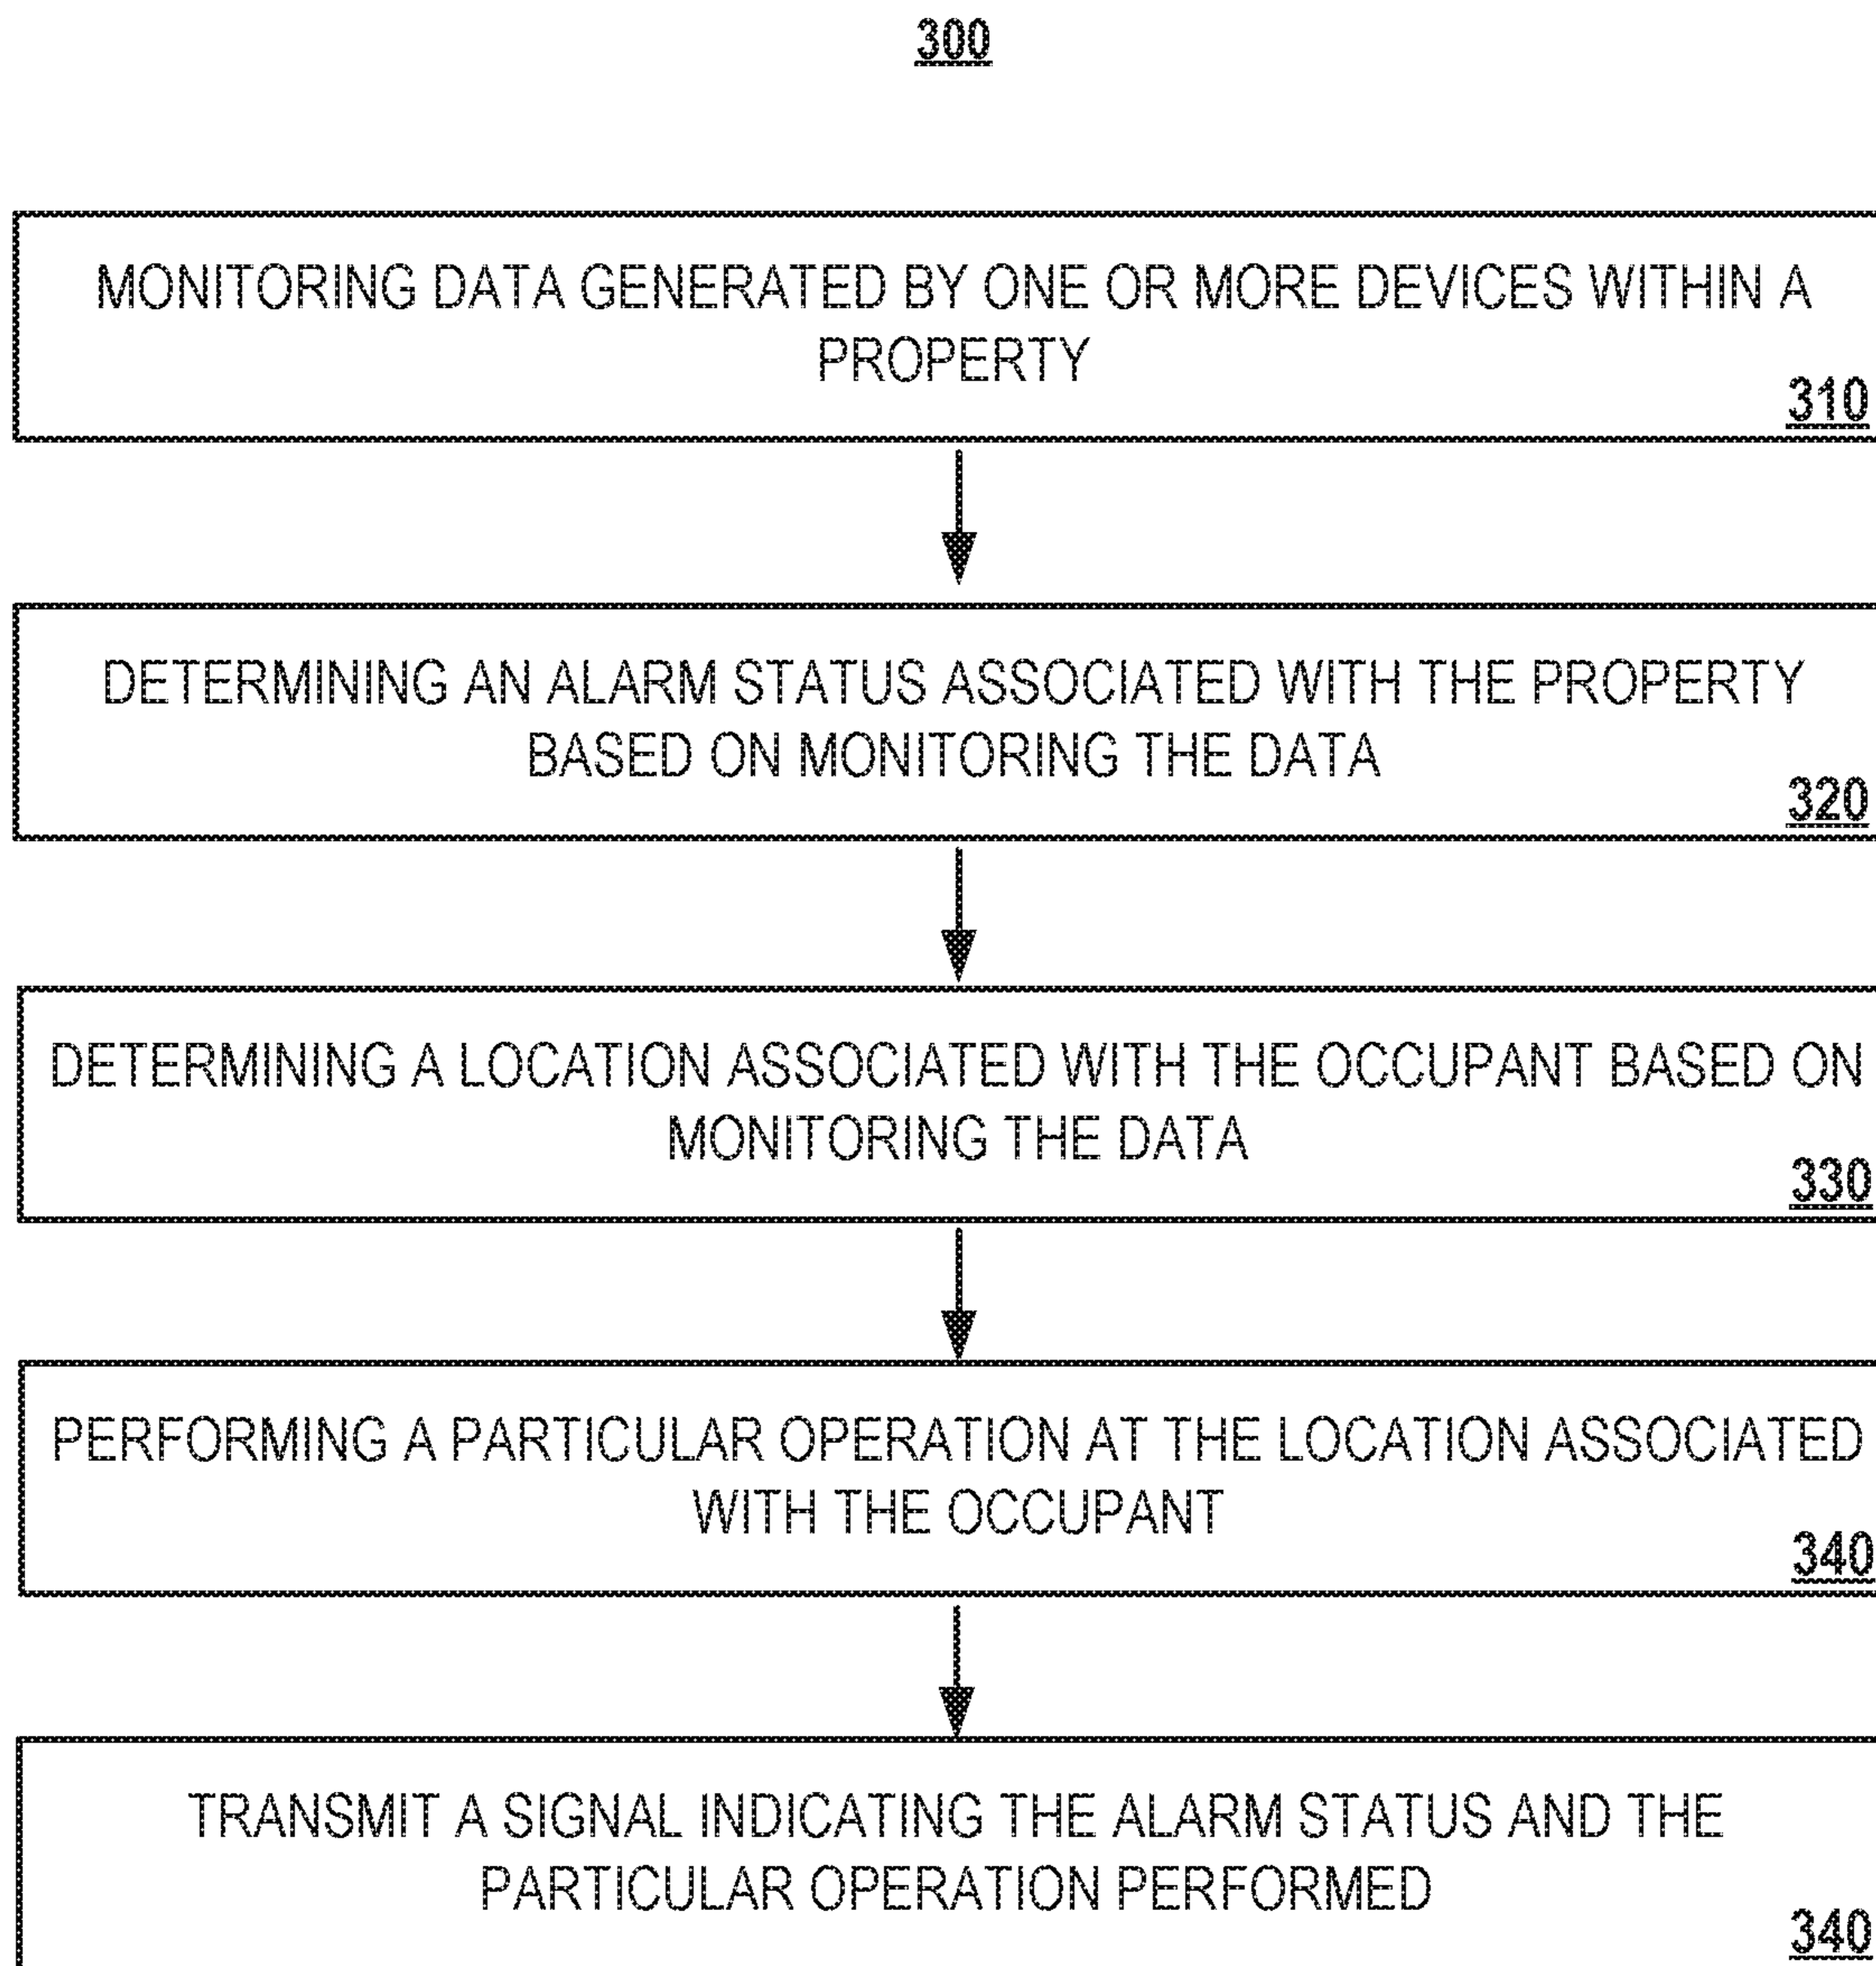 300
MONITORING DATA GENERATED BY ONE OR MORE DEVICES WITHIN A
PROPERTY
310
DETERMINING AN ALARM STATUS ASSOCIATED WITH THE PROPERTY
BASED ON MONITORING THE DATA
320
DETERMINING A LOCATION ASSOCIATED WITH THE OCCUPANT BASED ON
MONITORING THE DATA
330
PERFORMING A PARTICULAR OPERATION AT THE LOCATION ASSOCIATED
WITH THE OCCUPANT
340
TRANSMIT A SIGNAL INDICATING THE ALARM STATUS AND THE
PARTICULAR OPERATION PERFORMED
340